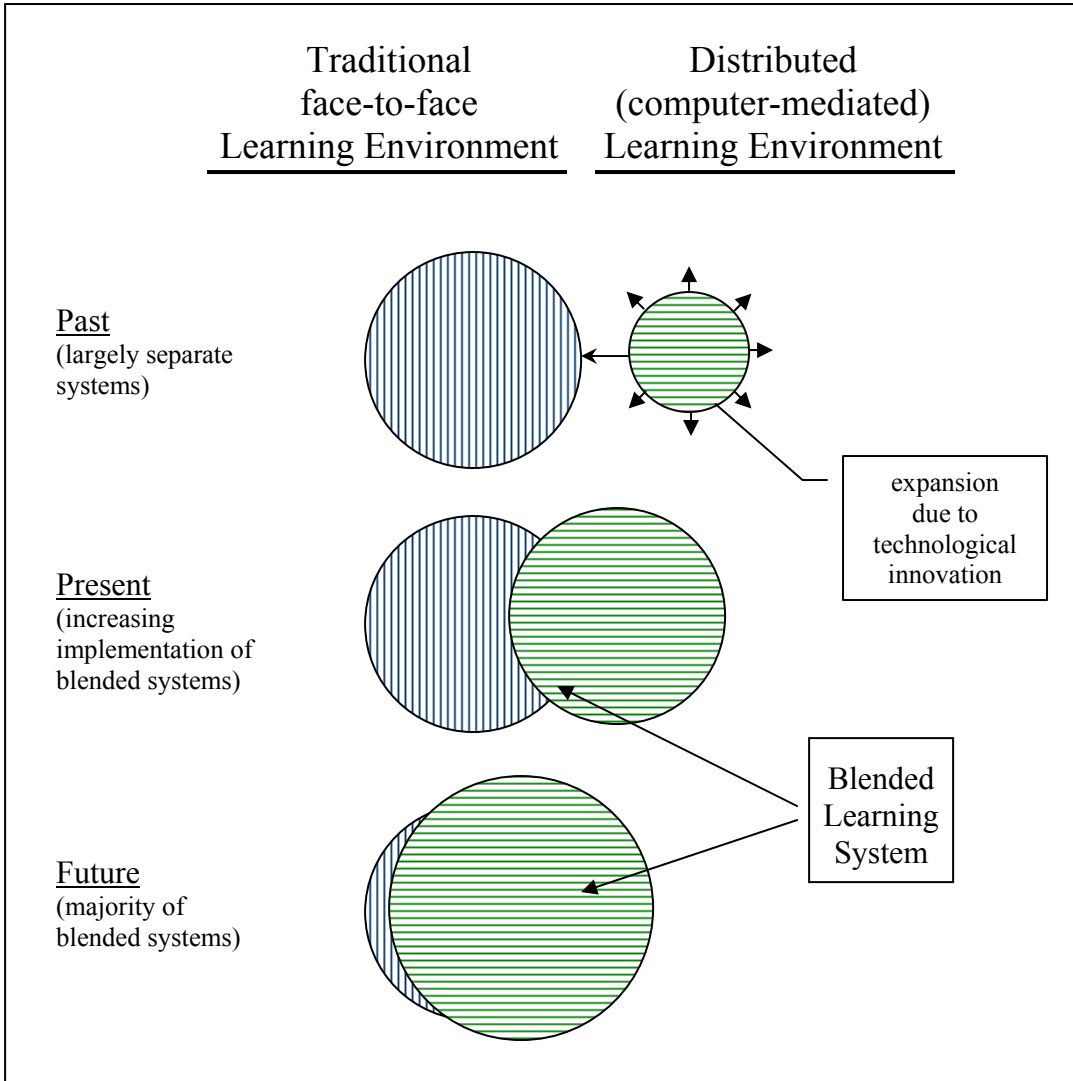 Traditional
face-to-face
Learning Environment
Distributed
(computer-mediated)
Learning Environment
Past
(largely separate
systems)
expansion
due to
technological
innovation
Present
(increasing
implementation of
blended systems)
Blended
Learning
System
Future
(majority of
blended systems)